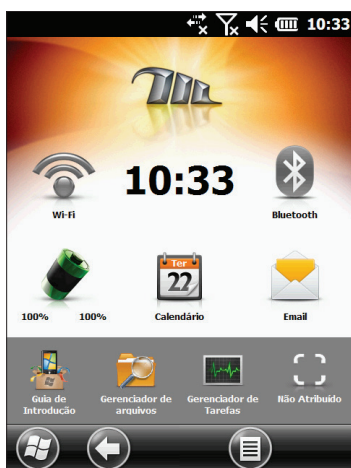 10:33
10:33
Wi-Fi
Bluetooth
Ter
22
100% 100%
Calendário
Email
Guia de
Introdução
Gerenciador de
arquivos
Gerenciador de
Tarefas
Não Atribuído